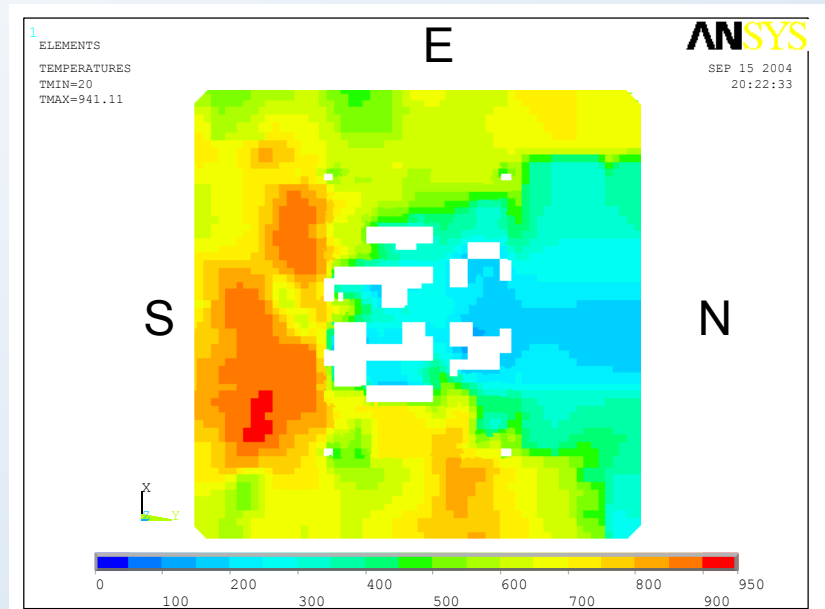 1
ELEMENTS
TEMPERATURES
TMIN=20
TMAX=941.11
E
ANSYS
SEP 15 2004
20:22:33
S
N
X
Z Y
0 200 400 600 800 950
100 300 500 700 900